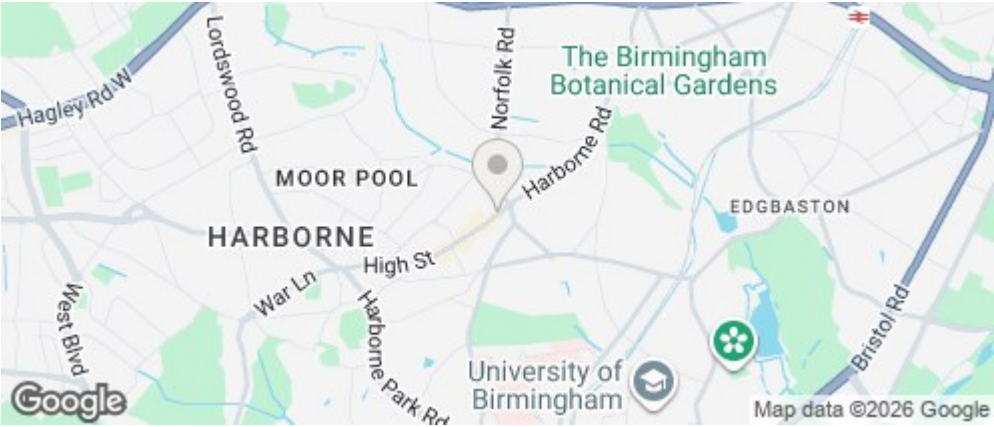 Lordswood Rd
Norfolk Rd
The Birmingham
Botanical Gardens
Hagley Rd W
Harborne Rd
MOOR POOL
EDGBASTON
HARBORNE
High St
War Ln
West Blvd
Harborne Park Rd
Bristol Rd
University of
Birmingham
Google
Map data ©2026 Google